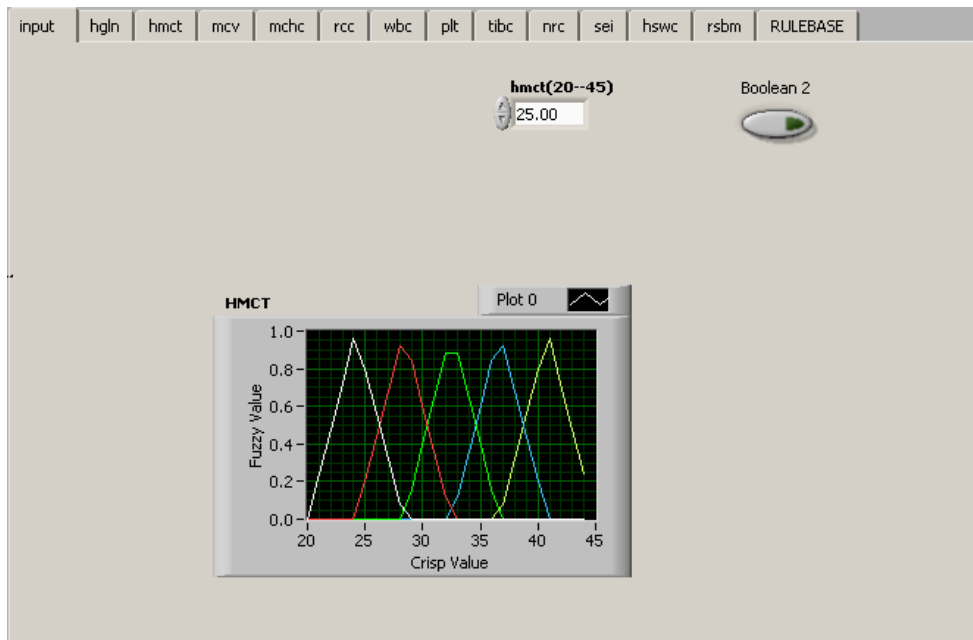 input hgln hmct mcv mchc rcc wbc plt tibc nrc sei hswc rsbm RULEBASE
hmct(20--45)
25.00
Boolean 2
HMCT
Plot 0
Fuzzy Value
1.0
0.8
0.6
0.4
0.2
0.0
20 25 30 35 40 45
Crisp Value